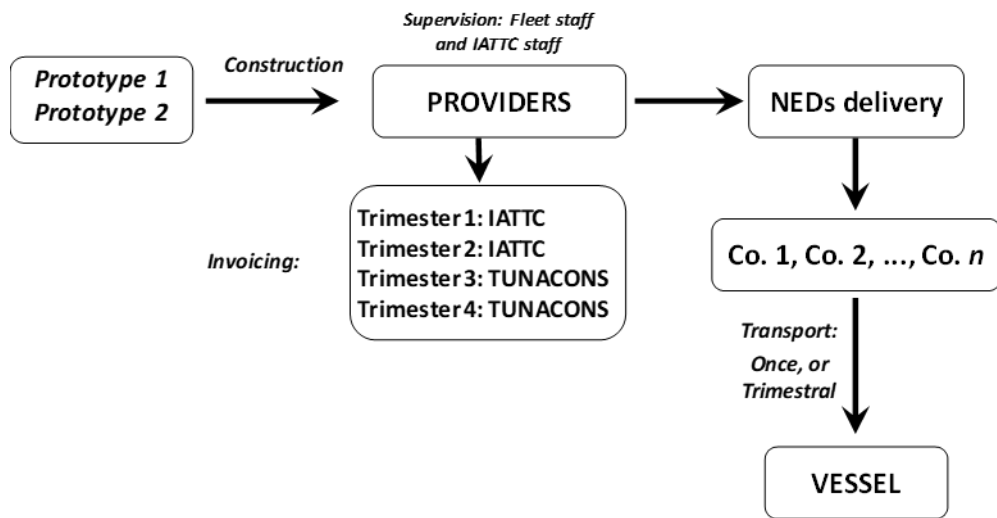 Supervision: Fleet staff
and IATTC staff
Prototype 1
Prototype 2
Construction
PROVIDERS
NEDs delivery
Invoicing:
Trimester 1: IATTC
Trimester 2: IATTC
Trimester 3: TUNACONS
Trimester 4: TUNACONS
Co. 1, Co. 2, ..., Co. n
Transport:
Once, or
Trimestral
VESSEL